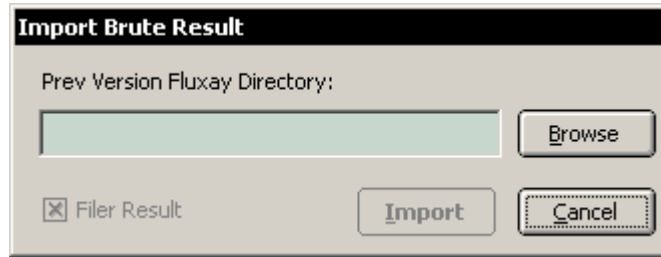 Import Brute Result
Prev Version Fluxay Directory:
Browse
Filer Result
Import
Cancel